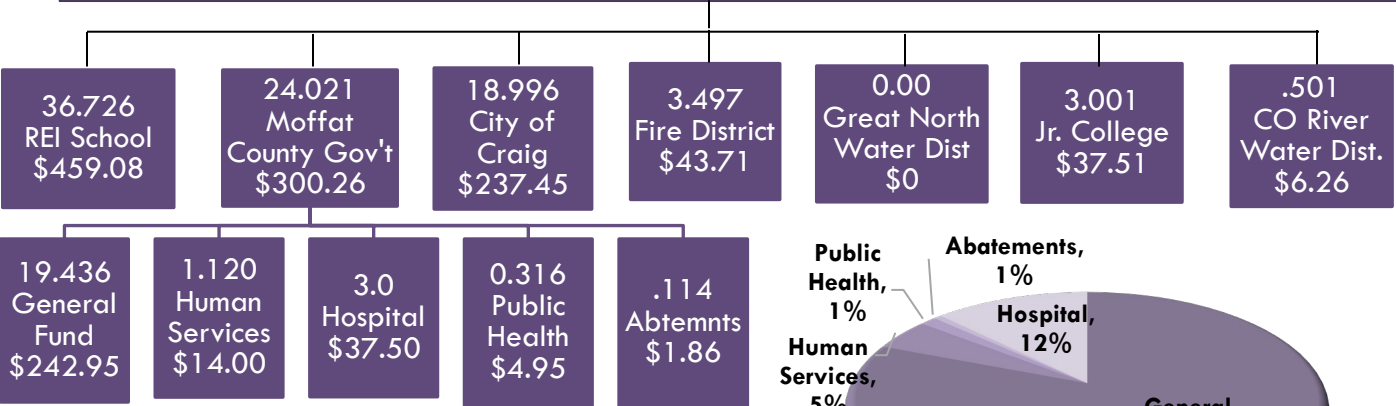 36.726
REI School
$459.08
24.021
Moffat
County Gov't
$300.26
18.996
City of
Craig
$237.45
3.497
Fire District
$43.71
0.00
Great North
Water Dist
$0
3.001
Jr. College
$37.51
.501
CO River
Water Dist.
$6.26
19.436
General
Fund
$242.95
1.120
Human
Services
$14.00
3.0
Hospital
$37.50
0.316
Public
Health
$4.95
.114
Abtemnts
$1.86
Public
Health,
1%
Abatements,
1%
Hospital,
12%
Human
Services,
5%
General